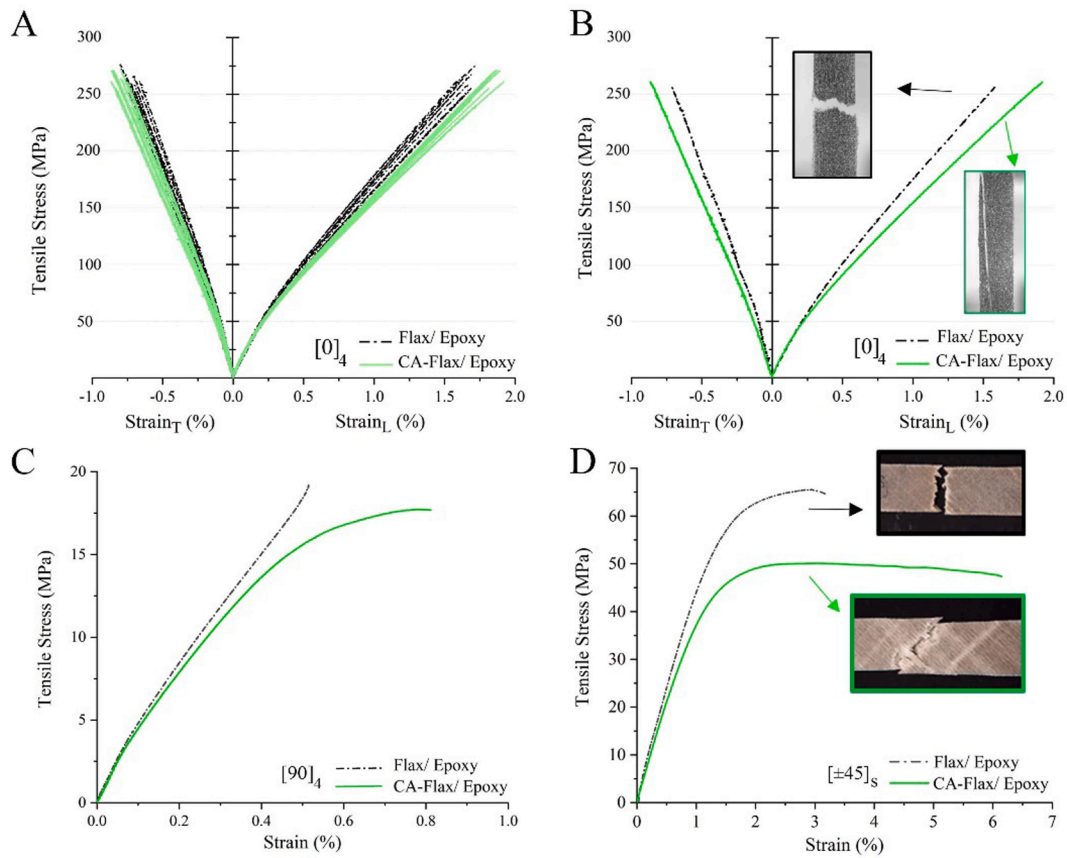 A
Tensile Stress (MPa)
300
250
200
150
100
50
[0]4
Flax/ Epoxy
CA-Flax/ Epoxy
-1.0 -0.5 0.0 0.5 1.0 1.5 2.0
StrainT (%) StrainL (%)
B
Tensile Stress (MPa)
300
250
200
150
100
50
[0]4
Flax/ Epoxy
CA-Flax/ Epoxy
-1.0 -0.5 0.0 0.5 1.0 1.5 2.0
StrainT (%) StrainL (%)
C
Tensile Stress (MPa)
20
15
10
5
0
[90]4
Flax/ Epoxy
CA-Flax/ Epoxy
0.0 0.2 0.4 0.6 0.8 1.0
Strain (%)
D
Tensile Stress (MPa)
70
60
50
40
30
20
10
0
[±45]s
Flax/ Epoxy
CA-Flax/ Epoxy
0 1 2 3 4 5 6 7
Strain (%)